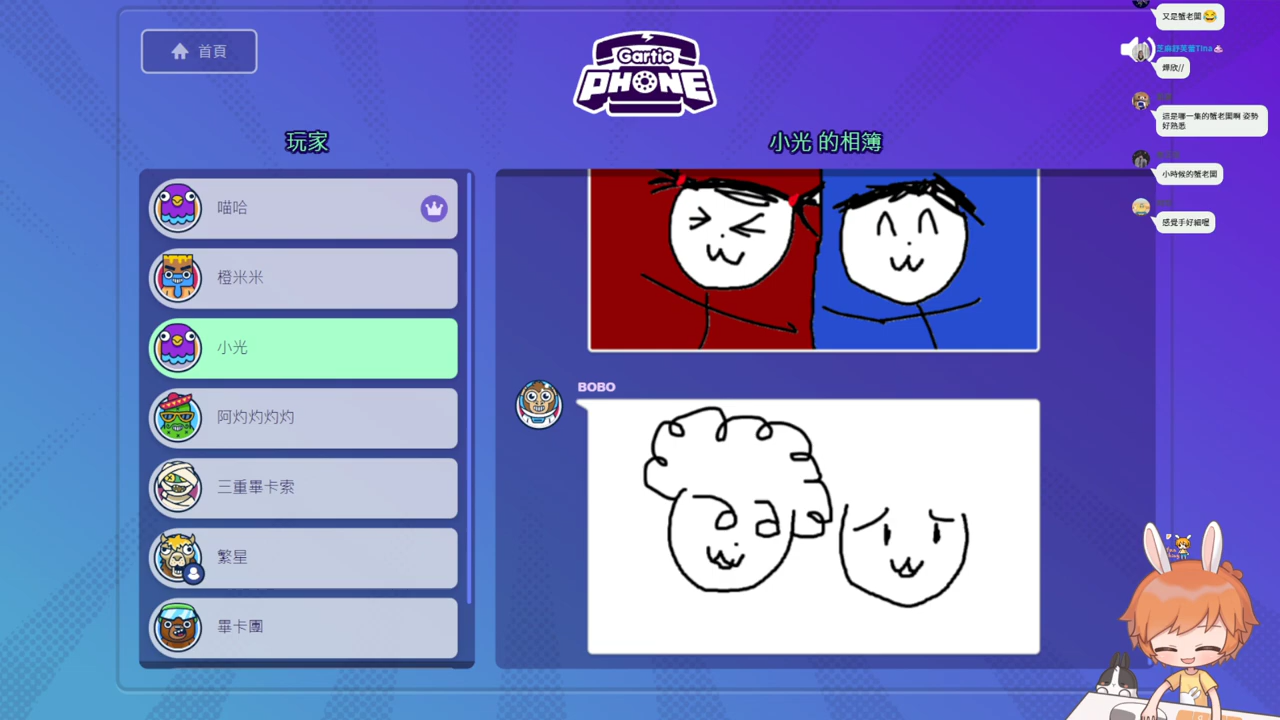 首頁
Gartic
PHONE
玩家
喵哈
橙米米
小光
阿灼灼灼灼
三重畢卡索
繁星
畢卡團
小光 的相簿
BOBO
又是蟹老闆😂
芝麻舒芙蕾Tina🍰
燁欣//
這是哪一集的蟹老闆啊 姿勢
好熟悉
小時候的蟹老闆
感覺手好細喔